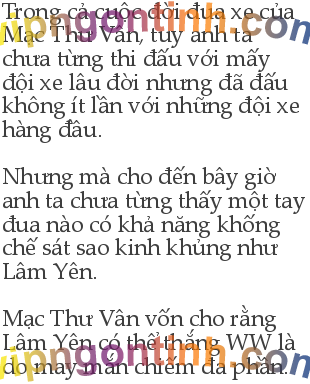 Trong cả cuộc đời đua xe của
Mạc Thư Vân, tuy anh ta
chưa từng thi đấu với mấy
đội xe lâu đời nhưng đã đấu
không ít lần với những đội xe
hàng đầu.
Nhưng mà cho đến bây giờ
anh ta chưa từng thấy một tay
đua nào có khả năng khống
chế sát sao kinh khủng như
Lâm Yên.
Mạc Thư Vân vốn cho rằng
Lâm Yên có thể thắng WW là
do may mắn chiếm đa phần.